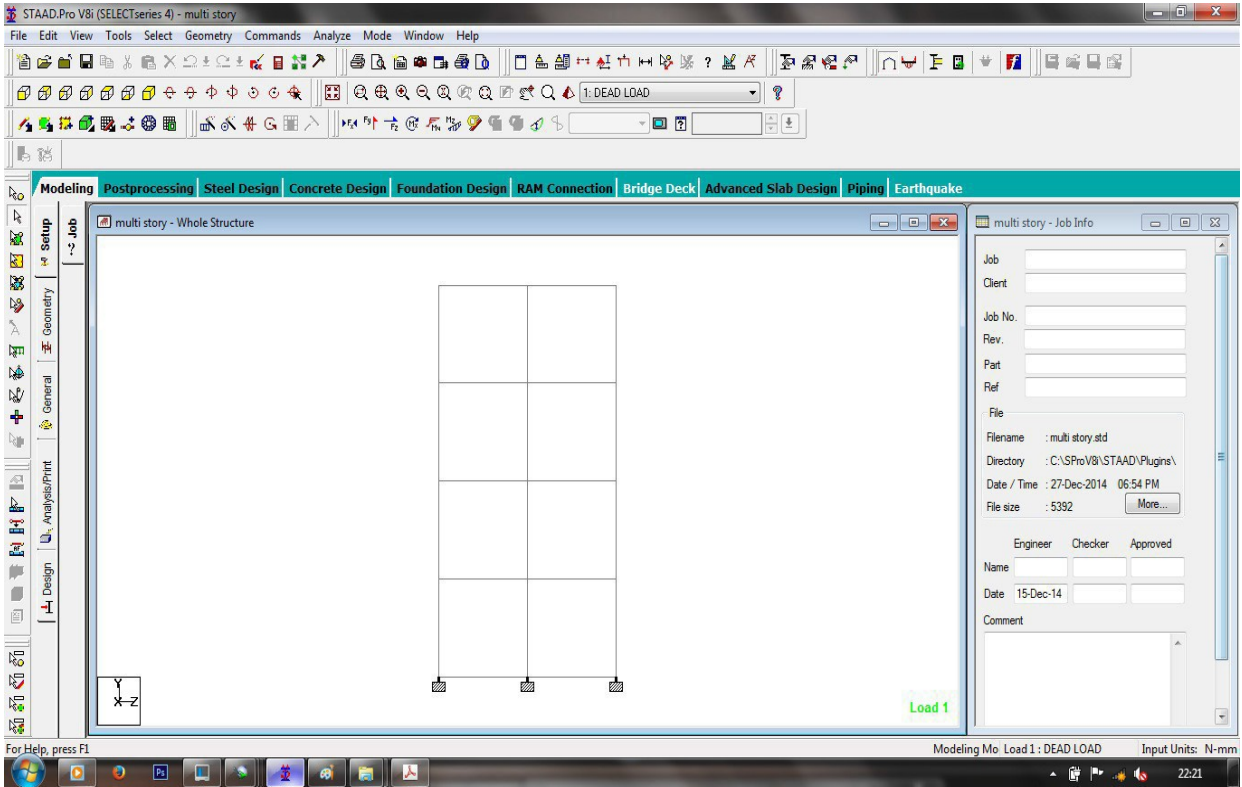 STAAD.Pro V8i (SELECTseries 4) - multi story
File Edit View Tools Select Geometry Commands Analyze Mode Window Help
1: DEAD LOAD
Modeling Postprocessing Steel Design Concrete Design Foundation Design RAM Connection Bridge Deck Advanced Slab Design Piping Earthquake
Setup
Geometry
General
Analysis/Print
Design
Job
multi story - Whole Structure
Y
X Z
Load 1
multi story - Job Info
Job
Client
Job No.
Rev.
Part
Ref
File
Filename : multi story.std
Directory : C:\SProV8i\STAAD\Plugins\
Date / Time : 27-Dec-2014 06:54 PM
File size : 5392 More...
Engineer Checker Approved
Name
Date 15-Dec-14
Comment
For Help, press F1
Modeling Mo Load 1 : DEAD LOAD Input Units: N-mm
Ps
22:21